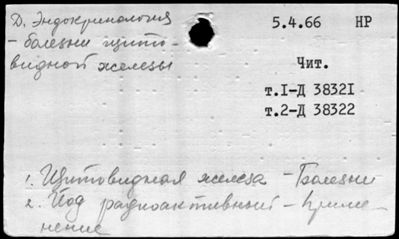 Д. Эндокринология
5.4.66 НР
- болезни щито-
видной железы
Чит.
т.1-Д 38321
т.2-Д 38322
1. Щитовидная железа - Болезни
2. Йод радиоактивный - Приме-
нение